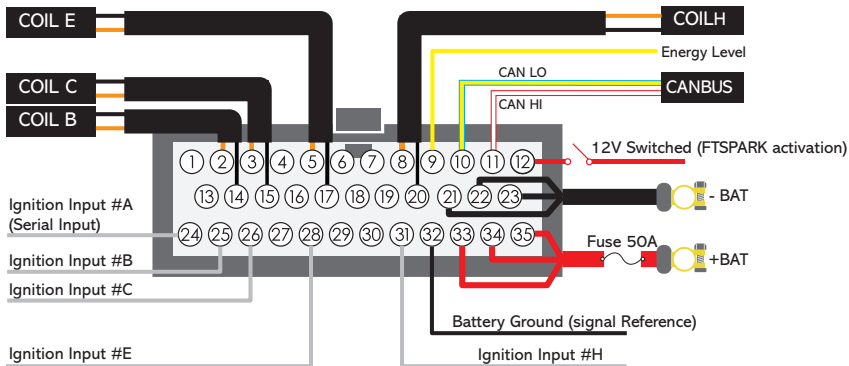 COIL E
COILH
Energy Level
CAN LO
COIL C
CANBUS
CAN HI
COIL B
12V Switched (FTSPARK activation)
1 2 3 4 5 6 7 8 9 10 11 12
13 14 15 16 17 18 19 20 21 22 23
- BAT
Ignition Input #A
(Serial Input)
24 25 26 27 28 29 30 31 32 33 34 35
Fuse 50A
+BAT
Ignition Input #B
Ignition Input #C
Battery Ground (signal Reference)
Ignition Input #E
Ignition Input #H